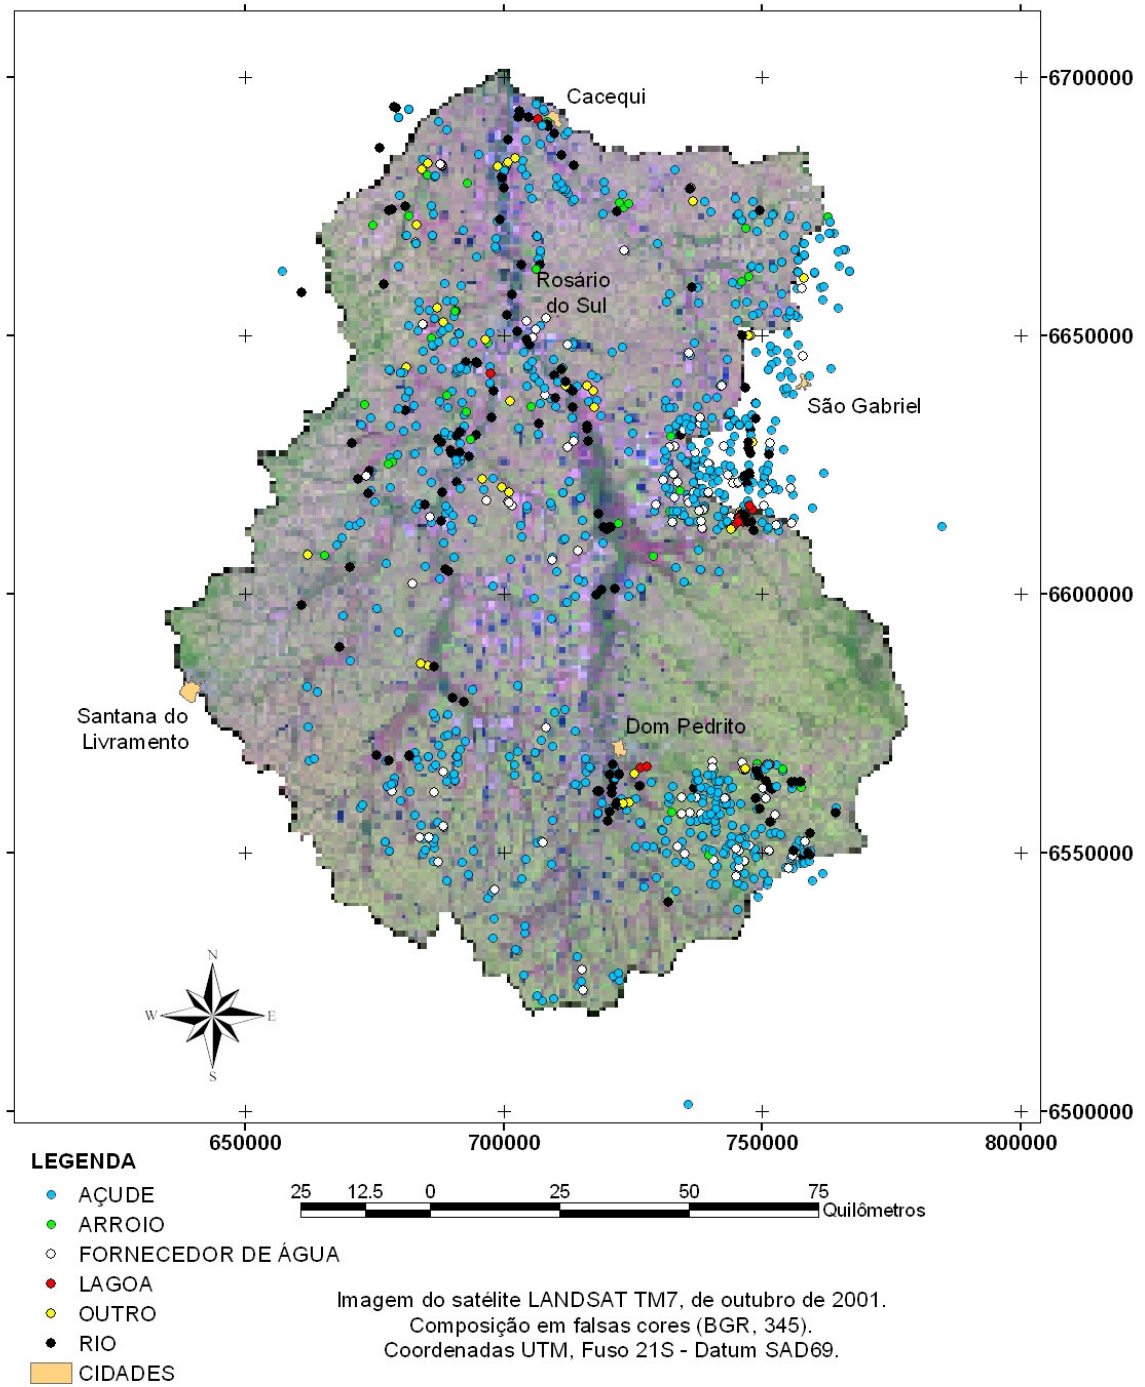 6700000
Cacequi
Rosário
do Sul
6650000
São Gabriel
6600000
Santana do
Livramento
Dom Pedrito
6550000
N
W
E
S
6500000
650000
700000
750000
800000
LEGENDA
AÇUDE
ARROIO
FORNECEDOR DE ÁGUA
LAGOA
OUTRO
RIO
CIDADES
25 12.5 0 25 50 75
Quilômetros
Imagem do satélite LANDSAT TM7, de outubro de 2001.
Composição em falsas cores (BGR, 345).
Coordenadas UTM, Fuso 21S - Datum SAD69.